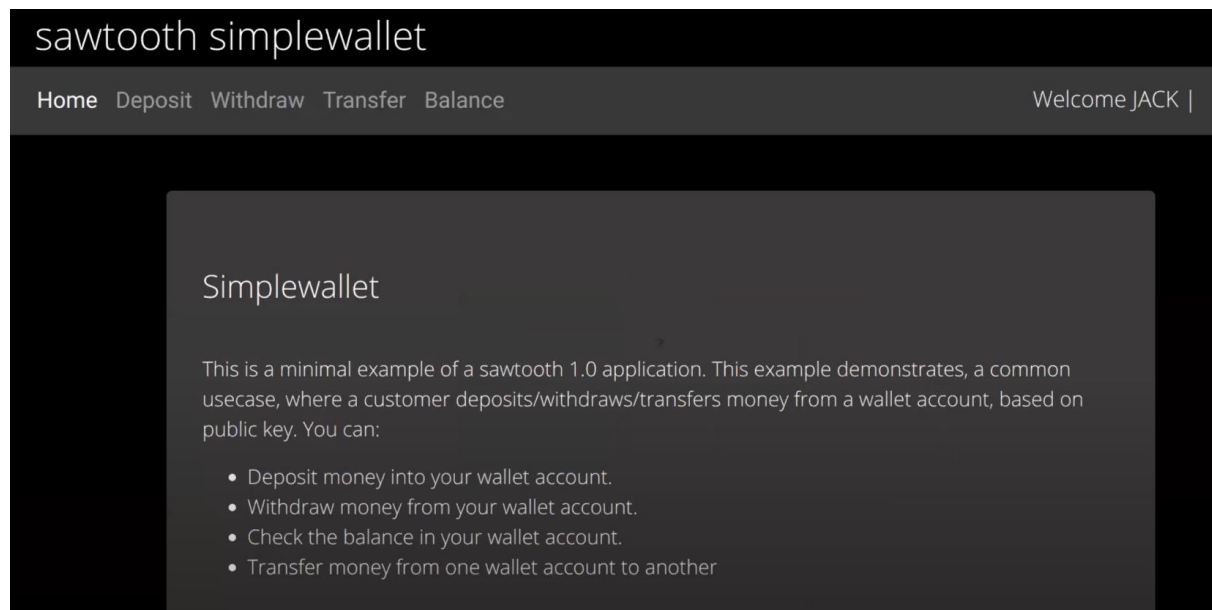 sawtooth simplewallet
Home Deposit Withdraw Transfer Balance Welcome JACK |
Simplewallet
This is a minimal example of a sawtooth 1.0 application. This example demonstrates, a common
usecase, where a customer deposits/withdraws/transfers money from a wallet account, based on
public key. You can:
• Deposit money into your wallet account.
• Withdraw money from your wallet account.
• Check the balance in your wallet account.
• Transfer money from one wallet account to another